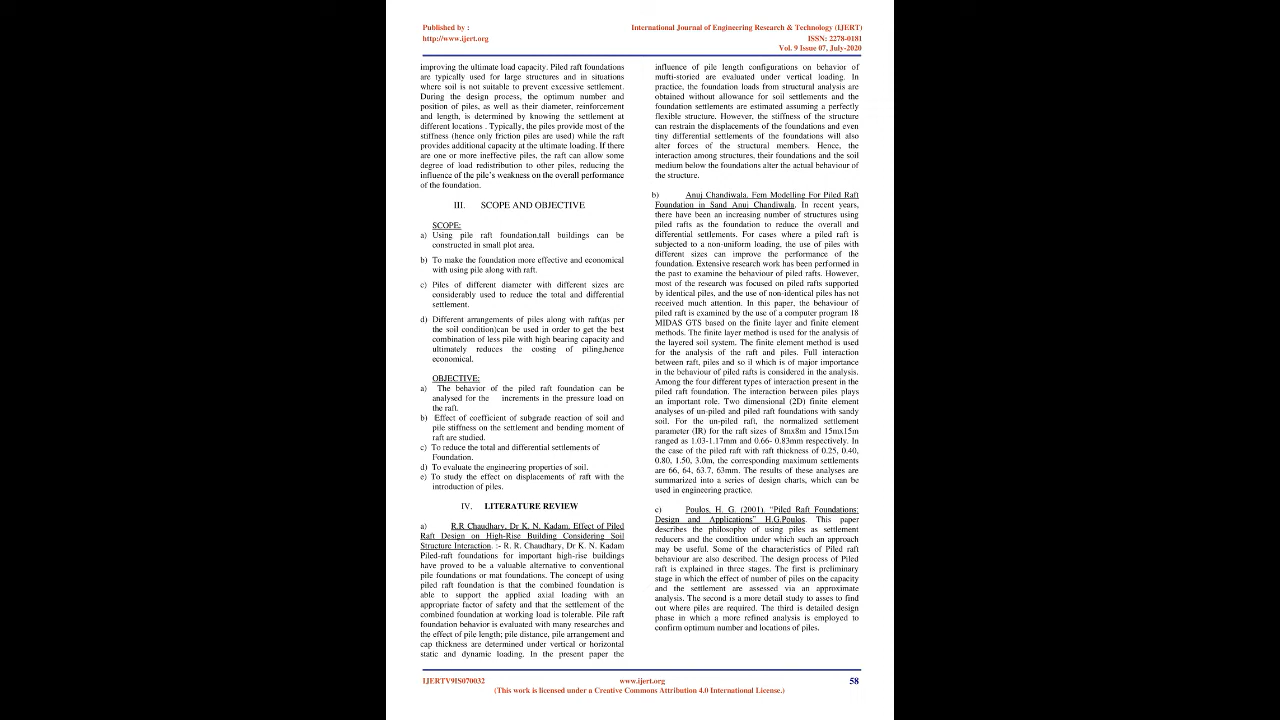 Published by :
http://www.ijert.org
International Journal of Engineering Research & Technology (IJERT)
ISSN: 2278-0181
Vol. 9 Issue 07, July-2020
improving the ultimate load capacity. Piled raft foundations
are typically used for large structures and in situations
where soil is not suitable to prevent excessive settlement.
During the design process, the optimum number and
position of piles, as well as their diameter, reinforcement
and length, is determined by knowing the settlement at
different locations . Typically, the piles provide most of the
stiffness (hence only friction piles are used) while the raft
provides additional capacity at the ultimate loading. If there
are one or more ineffective piles, the raft can allow some
degree of load redistribution to other piles, reducing the
influence of the pile's weakness on the overall performance
of the foundation.
III. SCOPE AND OBJECTIVE
SCOPE:
a) Using pile raft foundation,tall buildings can be
constructed in small plot area.
b) To make the foundation more effective and economical
with using pile along with raft.
c) Piles of different diameter with different sizes are
considerably used to reduce the total and differential
settlement.
d) Different arrangements of piles along with raft(as per
the soil condition)can be used in order to get the best
combination of less pile with high bearing capacity and
ultimately reduces the costing of piling,hence
economical.
OBJECTIVE:
a) The behavior of the piled raft foundation can be
analysed for the increments in the pressure load on
the raft.
b) Effect of coefficient of subgrade reaction of soil and
pile stiffness on the settlement and bending moment of
raft are studied.
c) To reduce the total and differential settlements of
Foundation.
d) To evaluate the engineering properties of soil.
e) To study the effect on displacements of raft with the
introduction of piles.
IV. LITERATURE REVIEW
a) R.R Chaudhary, Dr K. N. Kadam, Effect of Piled
Raft Design on High-Rise Building Considering Soil
Structure Interaction. :- R. R. Chaudhary, Dr K. N. Kadam
Piled-raft foundations for important high-rise buildings
have proved to be a valuable alternative to conventional
pile foundations or mat foundations. The concept of using
piled raft foundation is that the combined foundation is
able to support the applied axial loading with an
appropriate factor of safety and that the settlement of the
combined foundation at working load is tolerable. Pile raft
foundation behavior is evaluated with many researches and
the effect of pile length; pile distance, pile arrangement and
cap thickness are determined under vertical or horizontal
static and dynamic loading. In the present paper the
influence of pile length configurations on behavior of
mufti-storied are evaluated under vertical loading. In
practice, the foundation loads from structural analysis are
obtained without allowance for soil settlements and the
foundation settlements are estimated assuming a perfectly
flexible structure. However, the stiffness of the structure
can restrain the displacements of the foundations and even
tiny differential settlements of the foundations will also
alter forces of the structural members. Hence, the
interaction among structures, their foundations and the soil
medium below the foundations alter the actual behaviour of
the structure.
b) Anuj Chandiwala. Fem Modelling For Piled Raft
Foundation in Sand Anuj Chandiwala. In recent years,
there have been an increasing number of structures using
piled rafts as the foundation to reduce the overall and
differential settlements. For cases where a piled raft is
subjected to a non-uniform loading, the use of piles with
different sizes can improve the performance of the
foundation. Extensive research work has been performed in
the past to examine the behaviour of piled rafts. However,
most of the research was focused on piled rafts supported
by identical piles, and the use of non-identical piles has not
received much attention. In this paper, the behaviour of
piled raft is examined by the use of a computer program 18
MIDAS GTS based on the finite layer and finite element
methods. The finite layer method is used for the analysis of
the layered soil system. The finite element method is used
for the analysis of the raft and piles. Full interaction
between raft, piles and so il which is of major importance
in the behaviour of piled rafts is considered in the analysis.
Among the four different types of interaction present in the
piled raft foundation. The interaction between piles plays
an important role. Two dimensional (2D) finite element
analyses of un-piled and piled raft foundations with sandy
soil. For the un-piled raft, the normalized settlement
parameter (IR) for the raft sizes of 8mx8m and 15mx15m
ranged as 1.03-1.17mm and 0.66- 0.83mm respectively. In
the case of the piled raft with raft thickness of 0.25, 0.40,
0.80, 1.50, 3.0m, the corresponding maximum settlements
are 66, 64, 63.7, 63mm. The results of these analyses are
summarized into a series of design charts, which can be
used in engineering practice.
c) Poulos, H. G. (2001). "Piled Raft Foundations:
Design and Applications" H.G.Poulos. This paper
describes the philosophy of using piles as settlement
reducers and the condition under which such an approach
may be useful. Some of the characteristics of Piled raft
behaviour are also described. The design process of Piled
raft is explained in three stages. The first is preliminary
stage in which the effect of number of piles on the capacity
and the settlement are assessed via an approximate
analysis. The second is a more detail study to asses to find
out where piles are required. The third is detailed design
phase in which a more refined analysis is employed to
confirm optimum number and locations of piles.
IJERTV9IS070032
www.ijert.org
58
(This work is licensed under a Creative Commons Attribution 4.0 International License.)